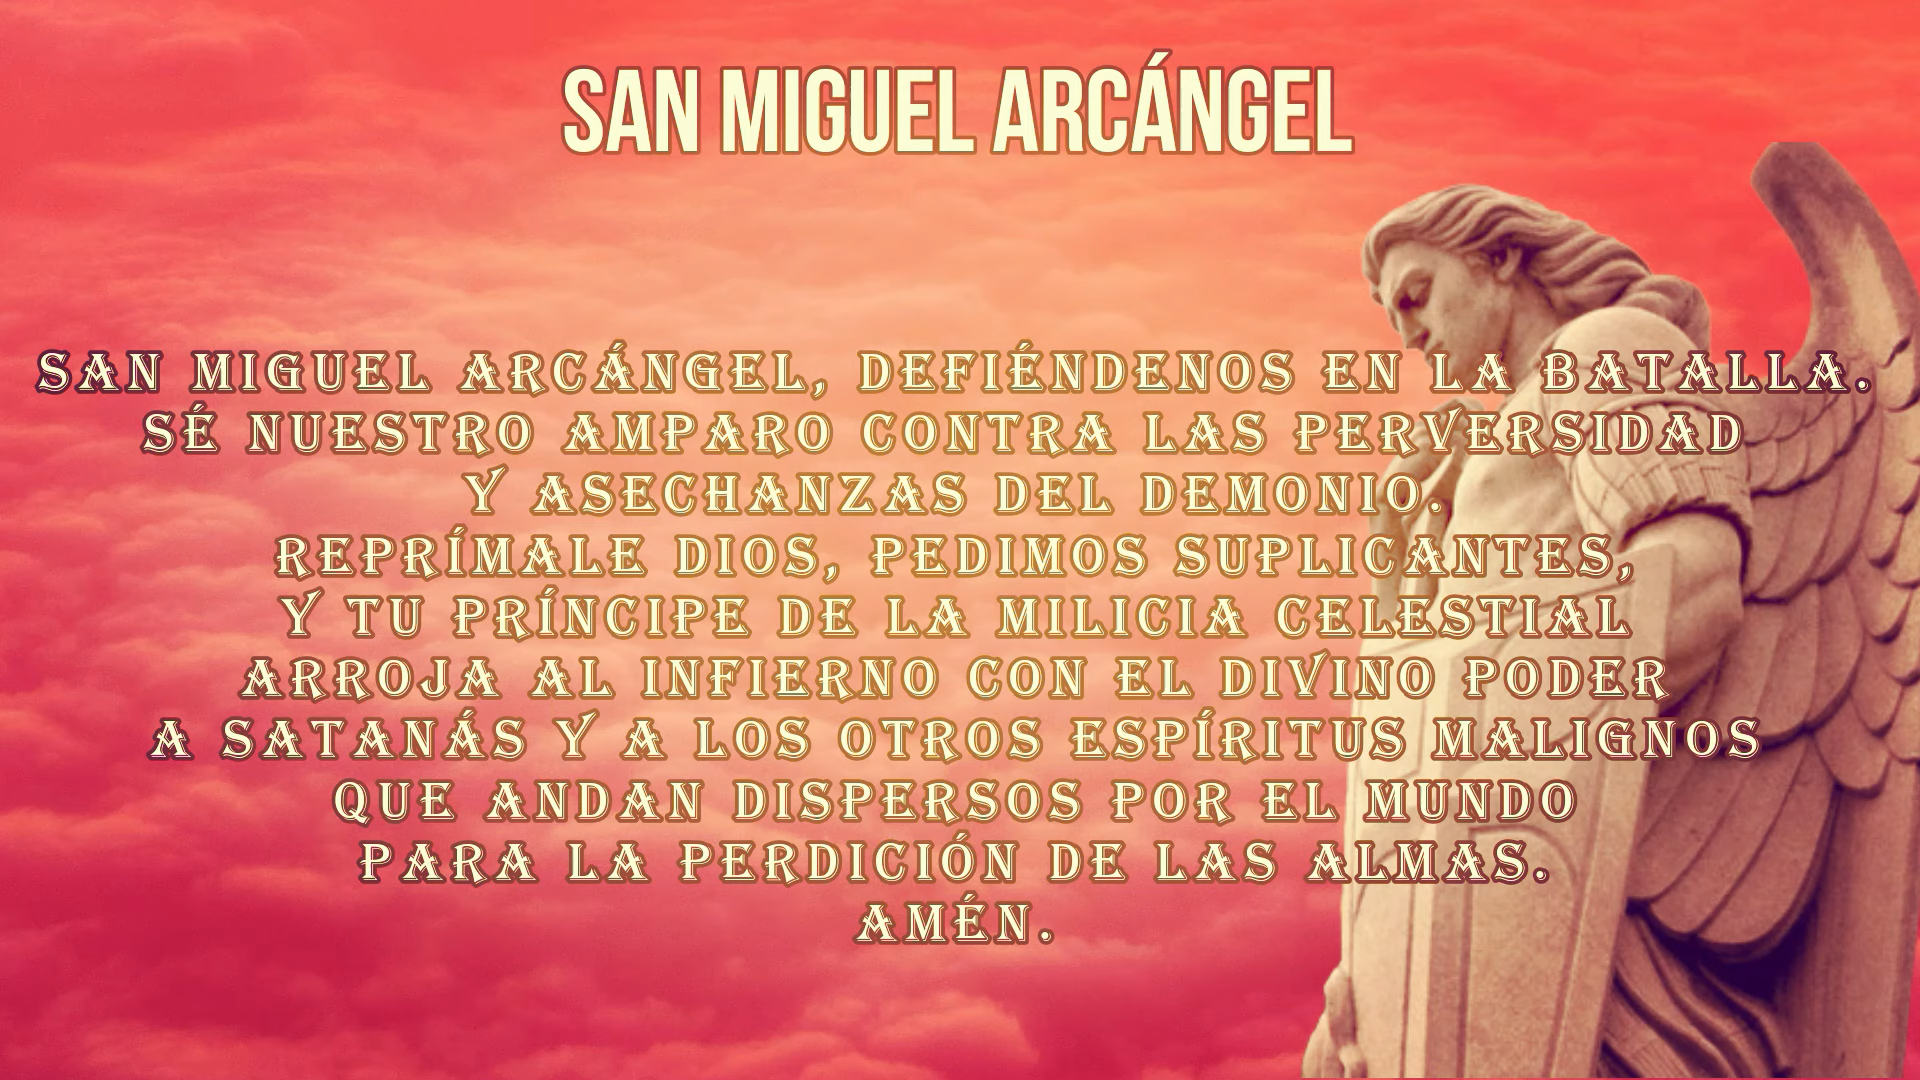 SAN MIGUEL ARCÁNGEL
SAN MIGUEL ARCÁNGEL, DEFIÉNDENOS EN LA BATALLA.
SÉ NUESTRO AMPARO CONTRA LAS PERVERSIDAD
Y ASECHANZAS DEL DEMONIO.
REPRÍMALE DIOS, PEDIMOS SUPLICANTES,
Y TU PRÍNCIPE DE LA MILICIA CELESTIAL
ARROJA AL INFIERNO CON EL DIVINO PODER
A SATANÁS Y A LOS OTROS ESPÍRITUS MALIGNOS
QUE ANDAN DISPERSOS POR EL MUNDO
PARA LA PERDICIÓN DE LAS ALMAS.
AMÉN.